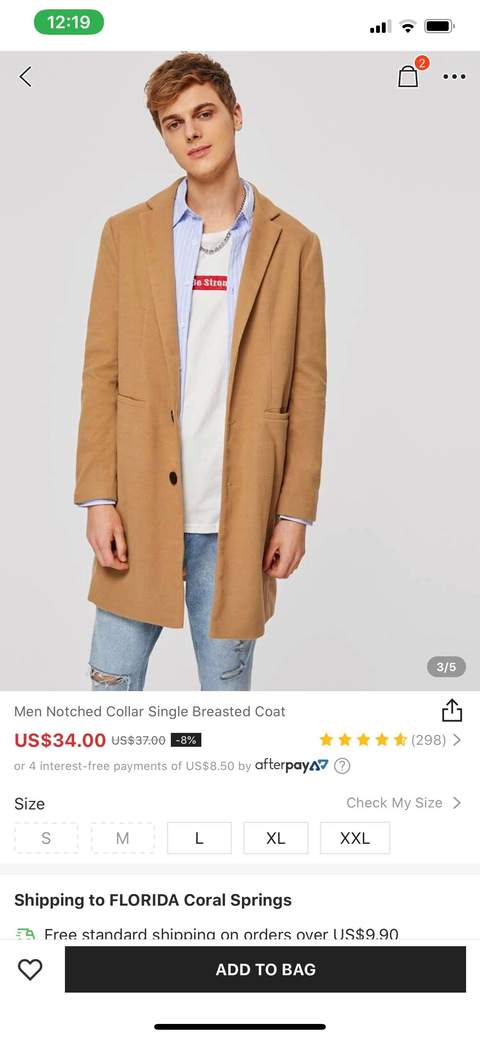 12:19
2
le Stron
3/5
Men Notched Collar Single Breasted Coat
US$34.00 US$37.00 -8%
(298)
or 4 interest-free payments of US$8.50 by afterpay ?
Size
Check My Size
S M L XL XXL
Shipping to FLORIDA Coral Springs
Free standard shipping on orders over US$9.90
ADD TO BAG